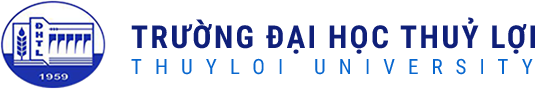 ĐHTL
1959
TRƯỜNG ĐẠI HỌC THUỶ LỢI
THUYLOI UNIVERSITY